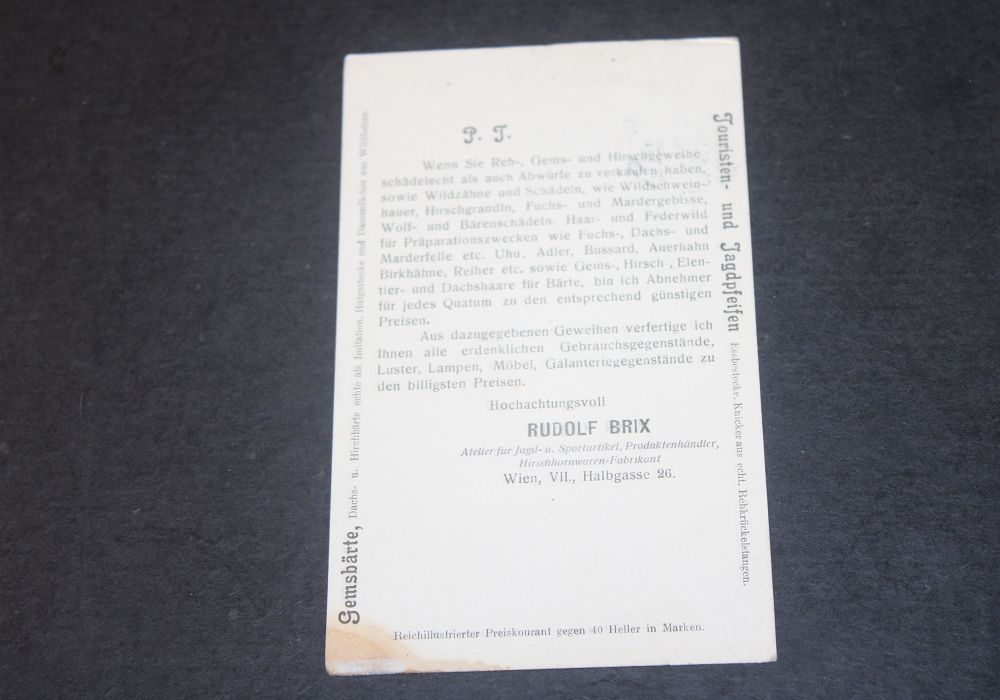 P. T.
Wenn Sie Reh-, Gems- und Hirschgeweihe
schädelecht als auch Abwürfe zu verkaufen haben,
sowie Wildzähne und Schädeln, wie Wildschwein-
hauer, Hirschgrandln, Fuchs- und Mardergebisse,
Wolf- und Bärenschädeln, Haar- und Federwild
für Präparationszwecken wie Fuchs-, Dachs- und
Marderfelle etc. Uhu, Adler, Bussard, Auerhahn
Birkhähne, Reiher etc. sowie Gems-, Hirsch-, Elen-
tier- und Dachshaare für Bärte, bin ich Abnehmer
für jedes Quatum zu den entsprechend günstigen
Preisen.
Aus dazugegebenen Geweihen verfertige ich
Ihnen alle erdenklichen Gebrauchsgegenstände,
Luster, Lampen, Möbel, Galanteriegegenstände zu
den billigsten Preisen.
Hochachtungsvoll
RUDOLF BRIX
Atelier für Jagd- u. Sportartikel, Produktenhändler,
Hirschhornwaren-Fabrikant
Wien, VII., Halbgasse 26.
Reichillustrierter Preiskourant gegen 40 Heller in Marken.
Gemsbärte, Dachs- u. Hirchbärte echte als Imitation, Hutgestecke und Damenfächer aus Wildfedern.
Touristen- und Jagdpfeifen Essbestecke, Knicker aus echt. Rehkrückelstangen.